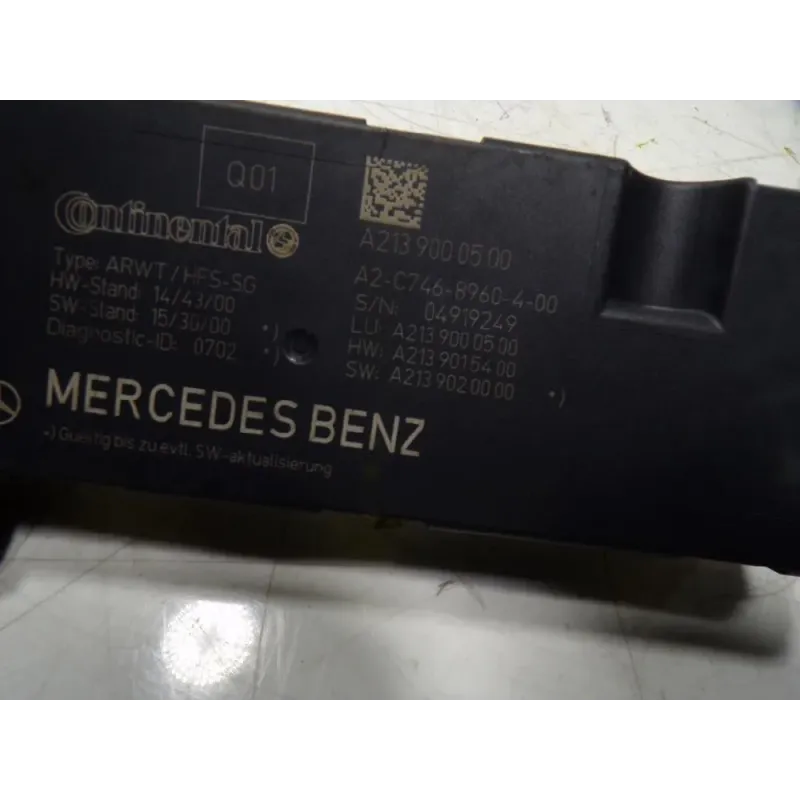 Q01
Continental
Type: ARWT/HFS-SG
HW-Stand: 14/43/00
SW-Stand: 15/30/00 *)
Diagnostic-ID: 0702 *)
A213 900 05 00
A2-C746-8960-4-00
S/N: 04919249
LU: A213 900 05 00
HW: A213 901 54 00
SW: A213 902 00 00 *)
MERCEDES BENZ
*) Gueltig bis zu evtl. SW-aktualisierung